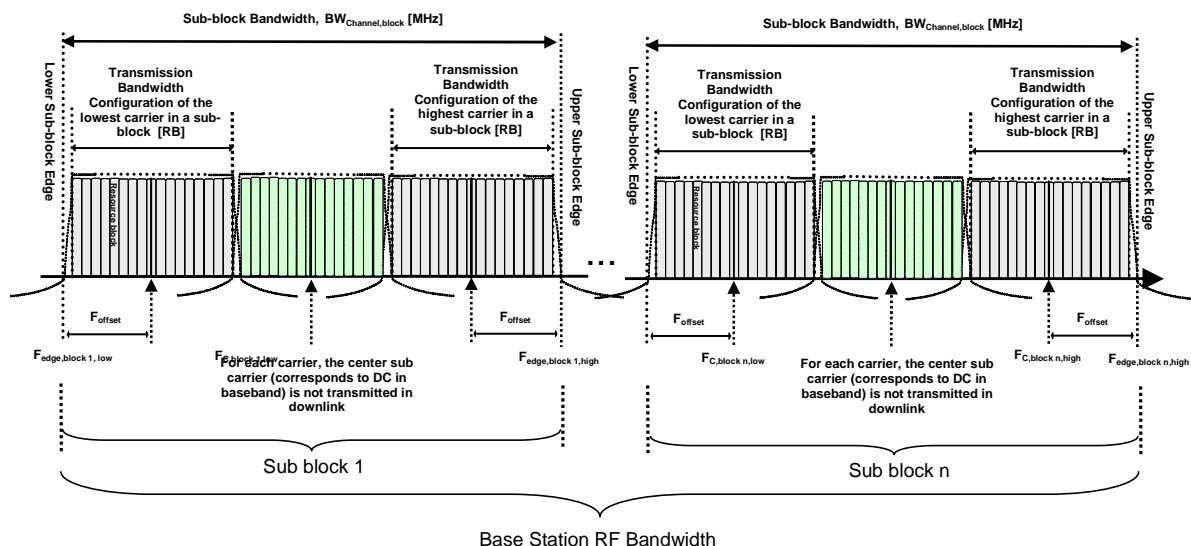 Sub-block Bandwidth, BWChannel,block [MHz]
Sub-block Bandwidth, BWChannel,block [MHz]
Lower Sub-block Edge
Transmission
Bandwidth
Configuration of the
lowest carrier in a sub-
block [RB]
Transmission
Bandwidth
Configuration of the
highest carrier in a
sub-block [RB]
Upper Sub-block Edge
Lower Sub-block Edge
Transmission
Bandwidth
Configuration of the
lowest carrier in a
sub-block [RB]
Transmission
Bandwidth
Configuration of the
highest carrier in a
sub-block [RB]
Upper Sub-block Edge
Resource block
Resource block
...
Foffset
Foffset
Foffset
Foffset
Fedge,block 1, low
FC,block 1,low
Fedge,block 1,high
FC,block n,low
FC,block n,high
Fedge,block n,high
For each carrier, the center sub
carrier (corresponds to DC in
baseband) is not transmitted in
downlink
For each carrier, the center sub
carrier (corresponds to DC in
baseband) is not transmitted in
downlink
Sub block 1
Sub block n
Base Station RF Bandwidth